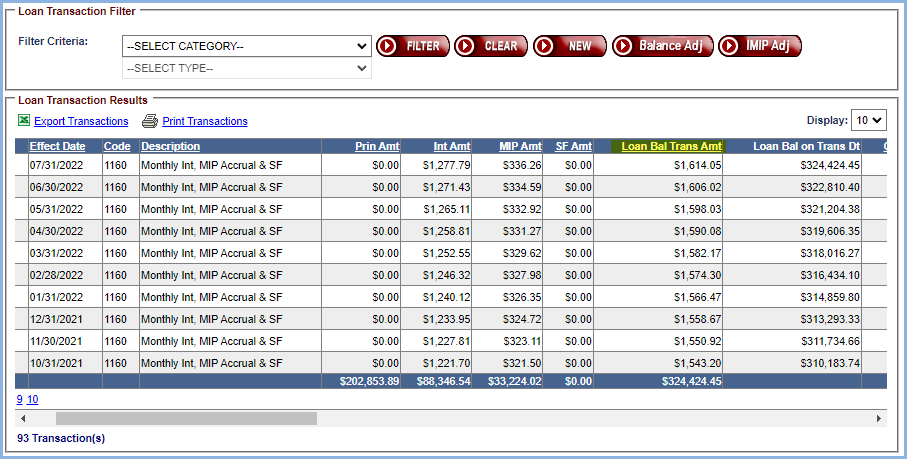 Loan Transaction Filter
Filter Criteria: --SELECT CATEGORY-- FILTER CLEAR NEW Balance Adj IMIP Adj
--SELECT TYPE--
Loan Transaction Results
Export Transactions Print Transactions Display: 10
Effect Date Code Description Prin Amt Int Amt MIP Amt SF Amt Loan Bal Trans Amt Loan Bal on Trans Dt
07/31/2022 1160 Monthly Int, MIP Accrual & SF $0.00 $1,277.79 $336.26 $0.00 $1,614.05 $324,424.45
06/30/2022 1160 Monthly Int, MIP Accrual & SF $0.00 $1,271.43 $334.59 $0.00 $1,606.02 $322,810.40
05/31/2022 1160 Monthly Int, MIP Accrual & SF $0.00 $1,265.11 $332.92 $0.00 $1,598.03 $321,204.38
04/30/2022 1160 Monthly Int, MIP Accrual & SF $0.00 $1,258.81 $331.27 $0.00 $1,590.08 $319,606.35
03/31/2022 1160 Monthly Int, MIP Accrual & SF $0.00 $1,252.55 $329.62 $0.00 $1,582.17 $318,016.27
02/28/2022 1160 Monthly Int, MIP Accrual & SF $0.00 $1,246.32 $327.98 $0.00 $1,574.30 $316,434.10
01/31/2022 1160 Monthly Int, MIP Accrual & SF $0.00 $1,240.12 $326.35 $0.00 $1,566.47 $314,859.80
12/31/2021 1160 Monthly Int, MIP Accrual & SF $0.00 $1,233.95 $324.72 $0.00 $1,558.67 $313,293.33
11/30/2021 1160 Monthly Int, MIP Accrual & SF $0.00 $1,227.81 $323.11 $0.00 $1,550.92 $311,734.66
10/31/2021 1160 Monthly Int, MIP Accrual & SF $0.00 $1,221.70 $321.50 $0.00 $1,543.20 $310,183.74
$202,853.89 $88,346.54 $33,224.02 $0.00 $324,424.45
9 10
93 Transaction(s)